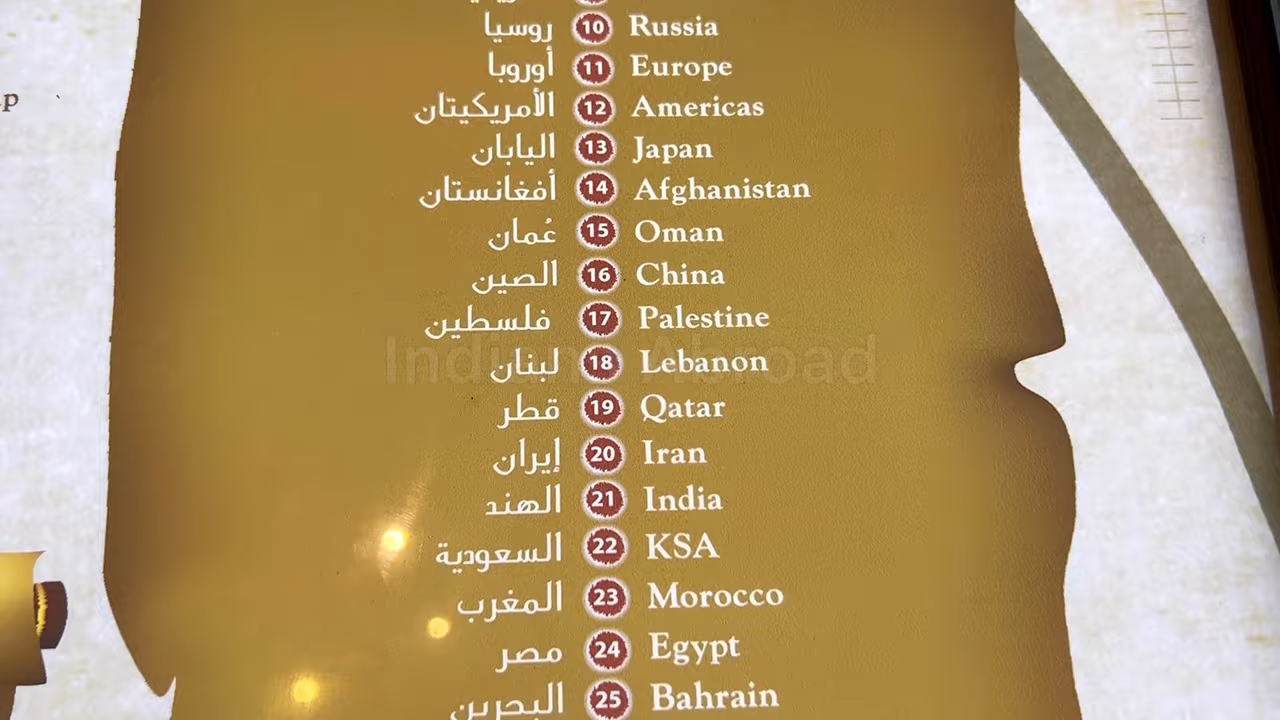 روسيا 10 Russia
أوروبا 11 Europe
الأمريكيتان 12 Americas
اليابان 13 Japan
أفغانستان 14 Afghanistan
عُمان 15 Oman
الصين 16 China
فلسطين 17 Palestine
Indians Abroad
لبنان 18 Lebanon
قطر 19 Qatar
إيران 20 Iran
الهند 21 India
السعودية 22 KSA
المغرب 23 Morocco
مصر 24 Egypt
البحرين 25 Bahrain